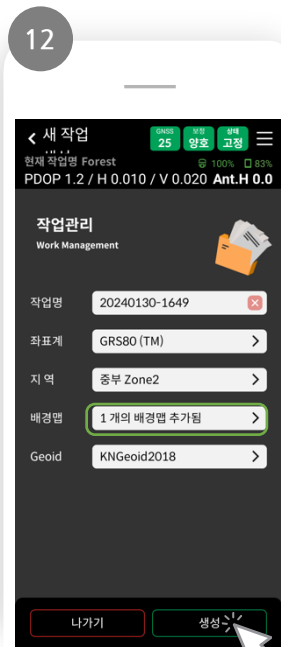 12
새 작업
GNSS 25 보정 양호 상태 고정
현재 작업명 Forest 100% 83%
PDOP 1.2 / H 0.010 / V 0.020 Ant.H 0.0
작업관리
Work Management
작업명 20240130-1649
좌표계 GRS80 (TM)
지 역 중부 Zone2
배경맵 1 개의 배경맵 추가됨
Geoid KNGeoid2018
나가기 생성